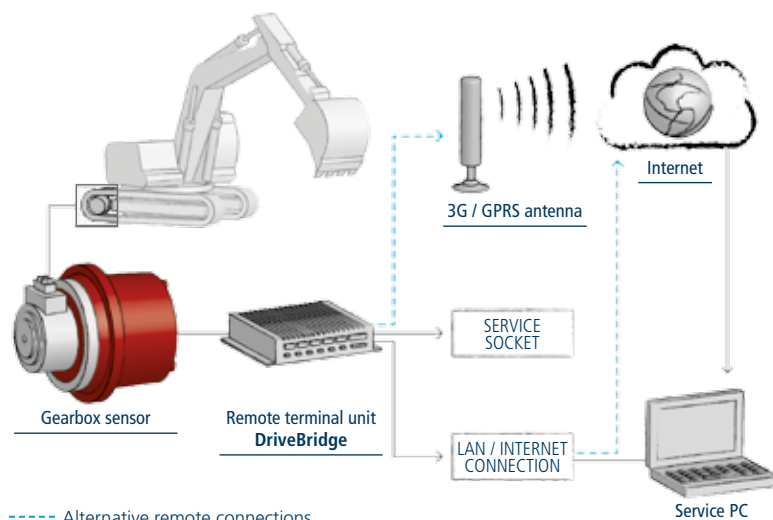 3G / GPRS antenna
Internet
Gearbox sensor
Remote terminal unit
DriveBridge
SERVICE
SOCKET
LAN / INTERNET
CONNECTION
Service PC
Alternative remote connections